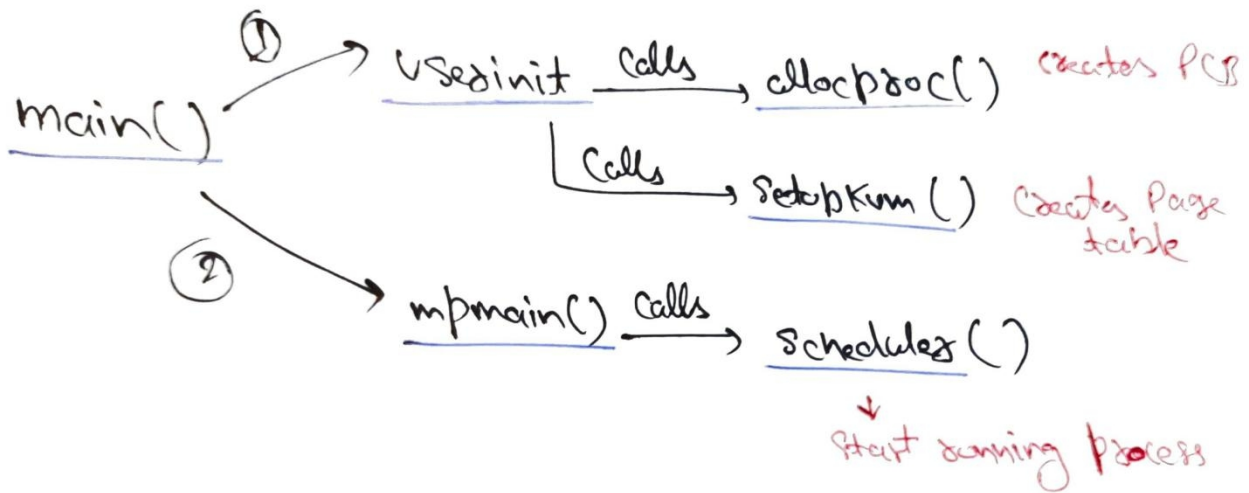 ①
userinit calls allocproc() creates PCB
main()
calls setupkvm() creates Page
table
②
mpmain() calls scheduler()
↓
Start running process